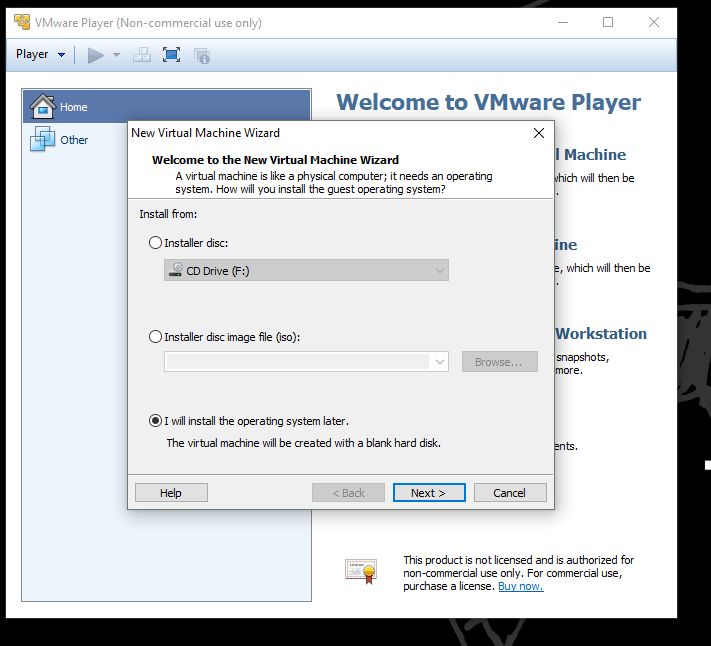 VMware Player (Non-commercial use only)
Player
Home
Other
Welcome to VMware Player
l Machine
which will then be
.
ine
e, which will then be
.
Workstation
snapshots,
more.
ents.
New Virtual Machine Wizard
Welcome to the New Virtual Machine Wizard
A virtual machine is like a physical computer; it needs an operating
system. How will you install the guest operating system?
Install from:
Installer disc:
CD Drive (F:)
Installer disc image file (iso):
Browse...
I will install the operating system later.
The virtual machine will be created with a blank hard disk.
Help
< Back
Next >
Cancel
This product is not licensed and is authorized for
non-commercial use only. For commercial use,
purchase a license. Buy now.